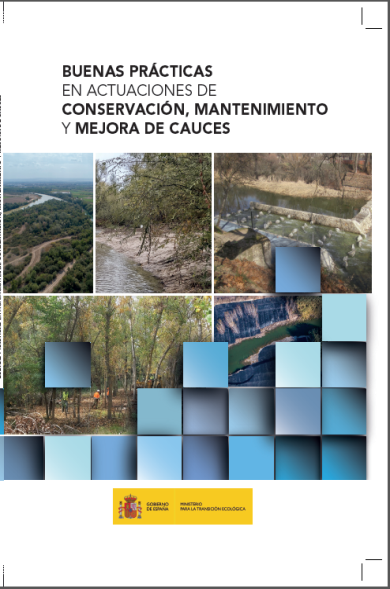 BUENAS PRÁCTICAS
EN ACTUACIONES DE
CONSERVACIÓN, MANTENIMIENTO
Y MEJORA DE CAUCES
GOBIERNO
DE ESPAÑA
MINISTERIO
PARA LA TRANSICIÓN ECOLÓGICA